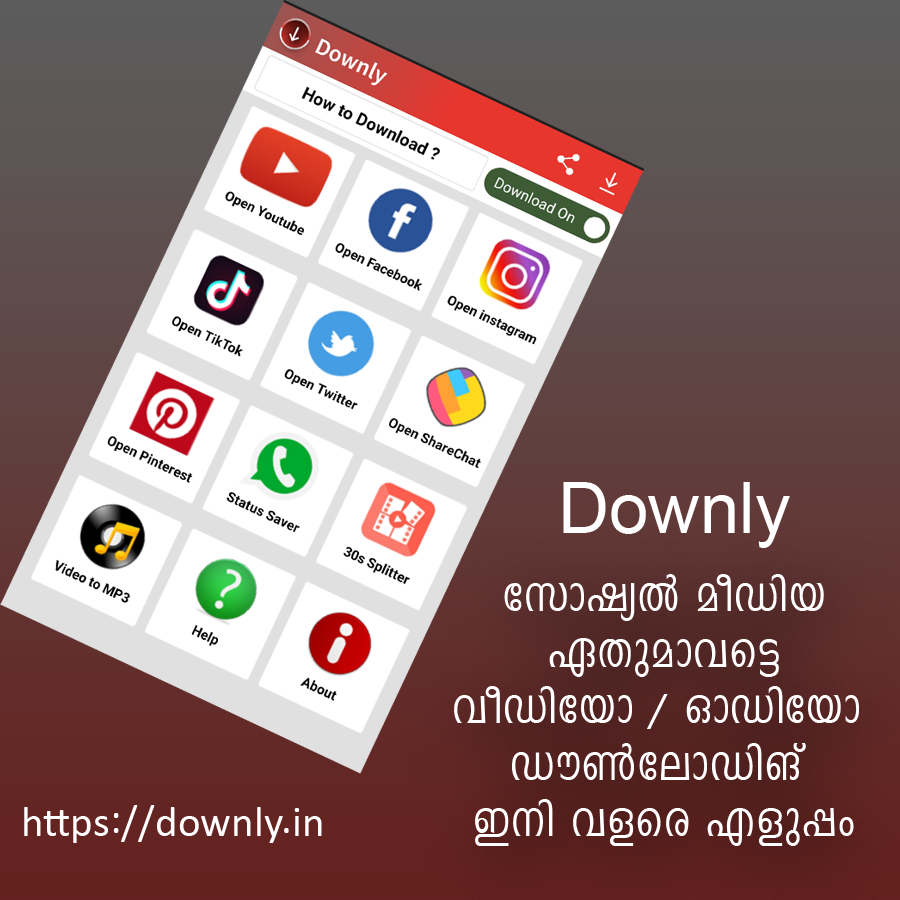 Downly
How to Download ?
Download On
Open Youtube
Open Facebook
Open instagram
Open TikTok
Open Twitter
Open ShareChat
Open Pinterest
Status Saver
30s Splitter
Video to MP3
Help
About
Downly
സോഷ്യൽ മീഡിയ
ഏതുമാവട്ടെ
വീഡിയോ / ഓഡിയോ
ഡൗൺലോഡിങ്
ഇനി വളരെ എളുപ്പം
https://downly.in